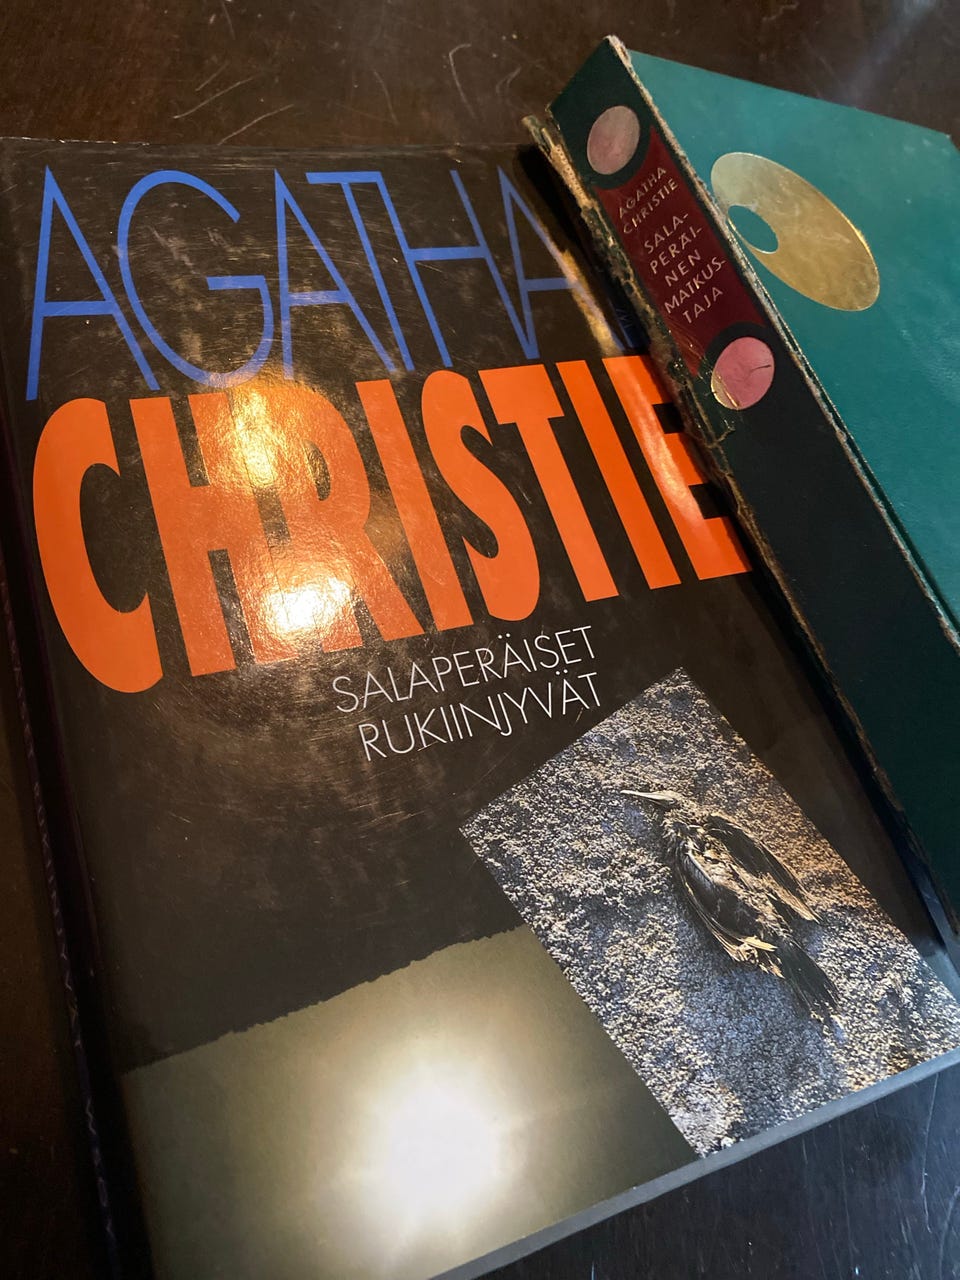 AGATHA
CHRISTIE
SALAPERÄISET
RUKIINJYVÄT
AGATHA
CHRISTIE
SALA-
PERÄI-
NEN
MATKUS-
TAJA